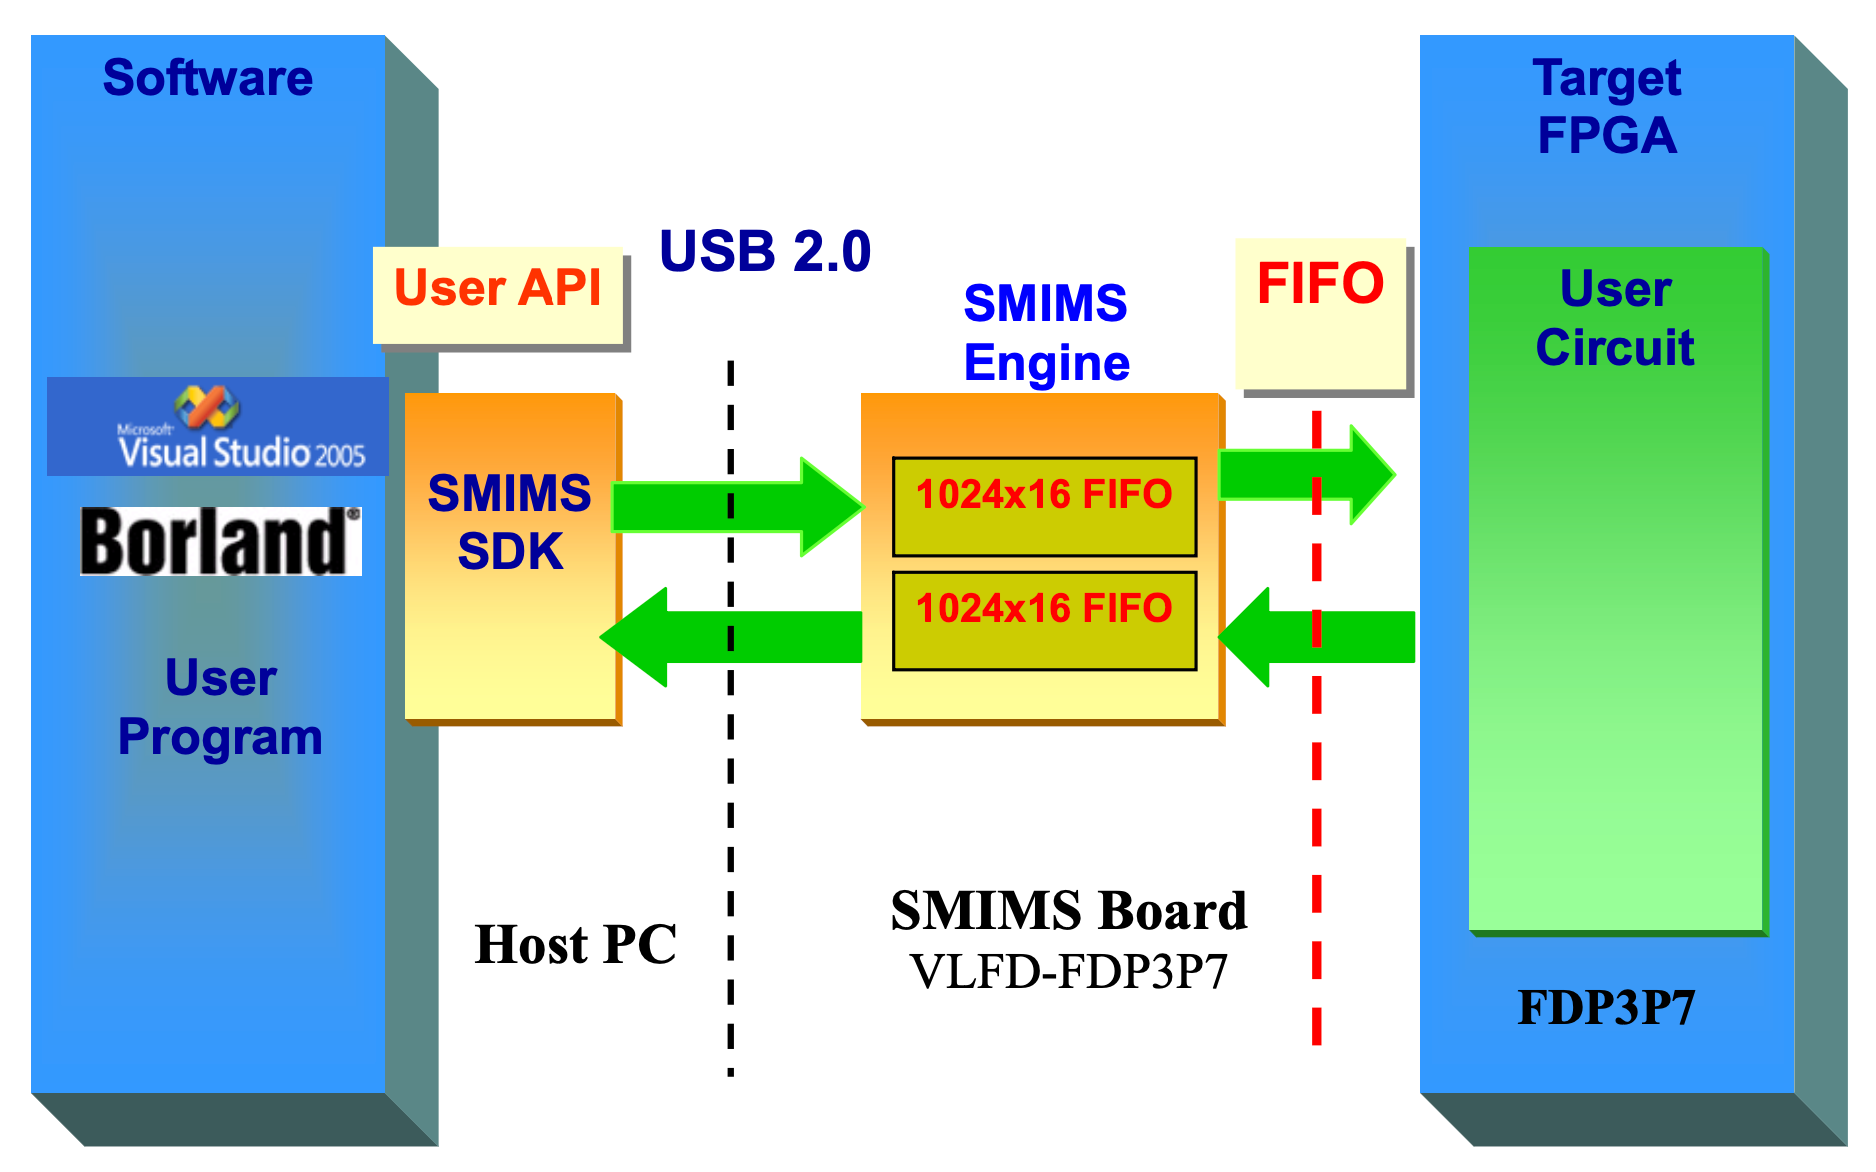 Software
User API
Microsoft®
Visual Studio 2005
Borland®
User
Program
SMIMS
SDK
USB 2.0
Host PC
SMIMS
Engine
1024x16 FIFO
1024x16 FIFO
SMIMS Board
VLFD-FDP3P7
FIFO
Target
FPGA
User
Circuit
FDP3P7